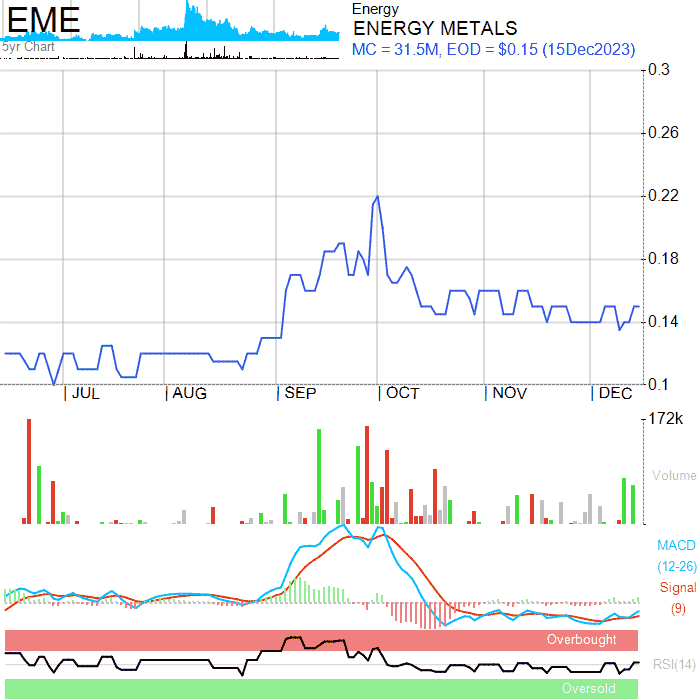 EME
5yr Chart
Energy
ENERGY METALS
MC = 31.5M, EOD = $0.15 (15Dec2023)
0.3
0.26
0.22
0.18
0.14
0.1
JUL AUG SEP OCT NOV DEC
172k
Volume
MACD
(12-26)
Signal
(9)
Overbought
RSI(14)
Oversold